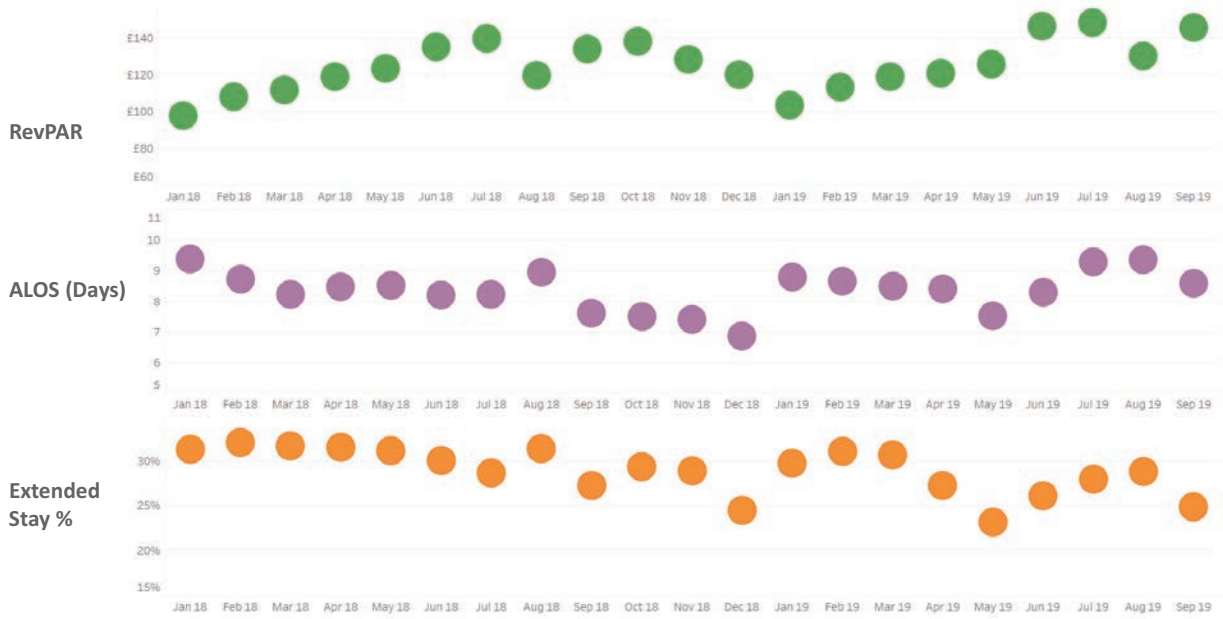 RevPAR
£140
£120
£100
£80
£60
Jan 18 Feb 18 Mar 18 Apr 18 May 18 Jun 18 Jul 18 Aug 18 Sep 18 Oct 18 Nov 18 Dec 18 Jan 19 Feb 19 Mar 19 Apr 19 May 19 Jun 19 Jul 19 Aug 19 Sep 19
ALOS (Days)
11
10
9
8
7
6
5
Jan 18 Feb 18 Mar 18 Apr 18 May 18 Jun 18 Jul 18 Aug 18 Sep 18 Oct 18 Nov 18 Dec 18 Jan 19 Feb 19 Mar 19 Apr 19 May 19 Jun 19 Jul 19 Aug 19 Sep 19
Extended
Stay %
30%
25%
20%
15%
Jan 18 Feb 18 Mar 18 Apr 18 May 18 Jun 18 Jul 18 Aug 18 Sep 18 Oct 18 Nov 18 Dec 18 Jan 19 Feb 19 Mar 19 Apr 19 May 19 Jun 19 Jul 19 Aug 19 Sep 19